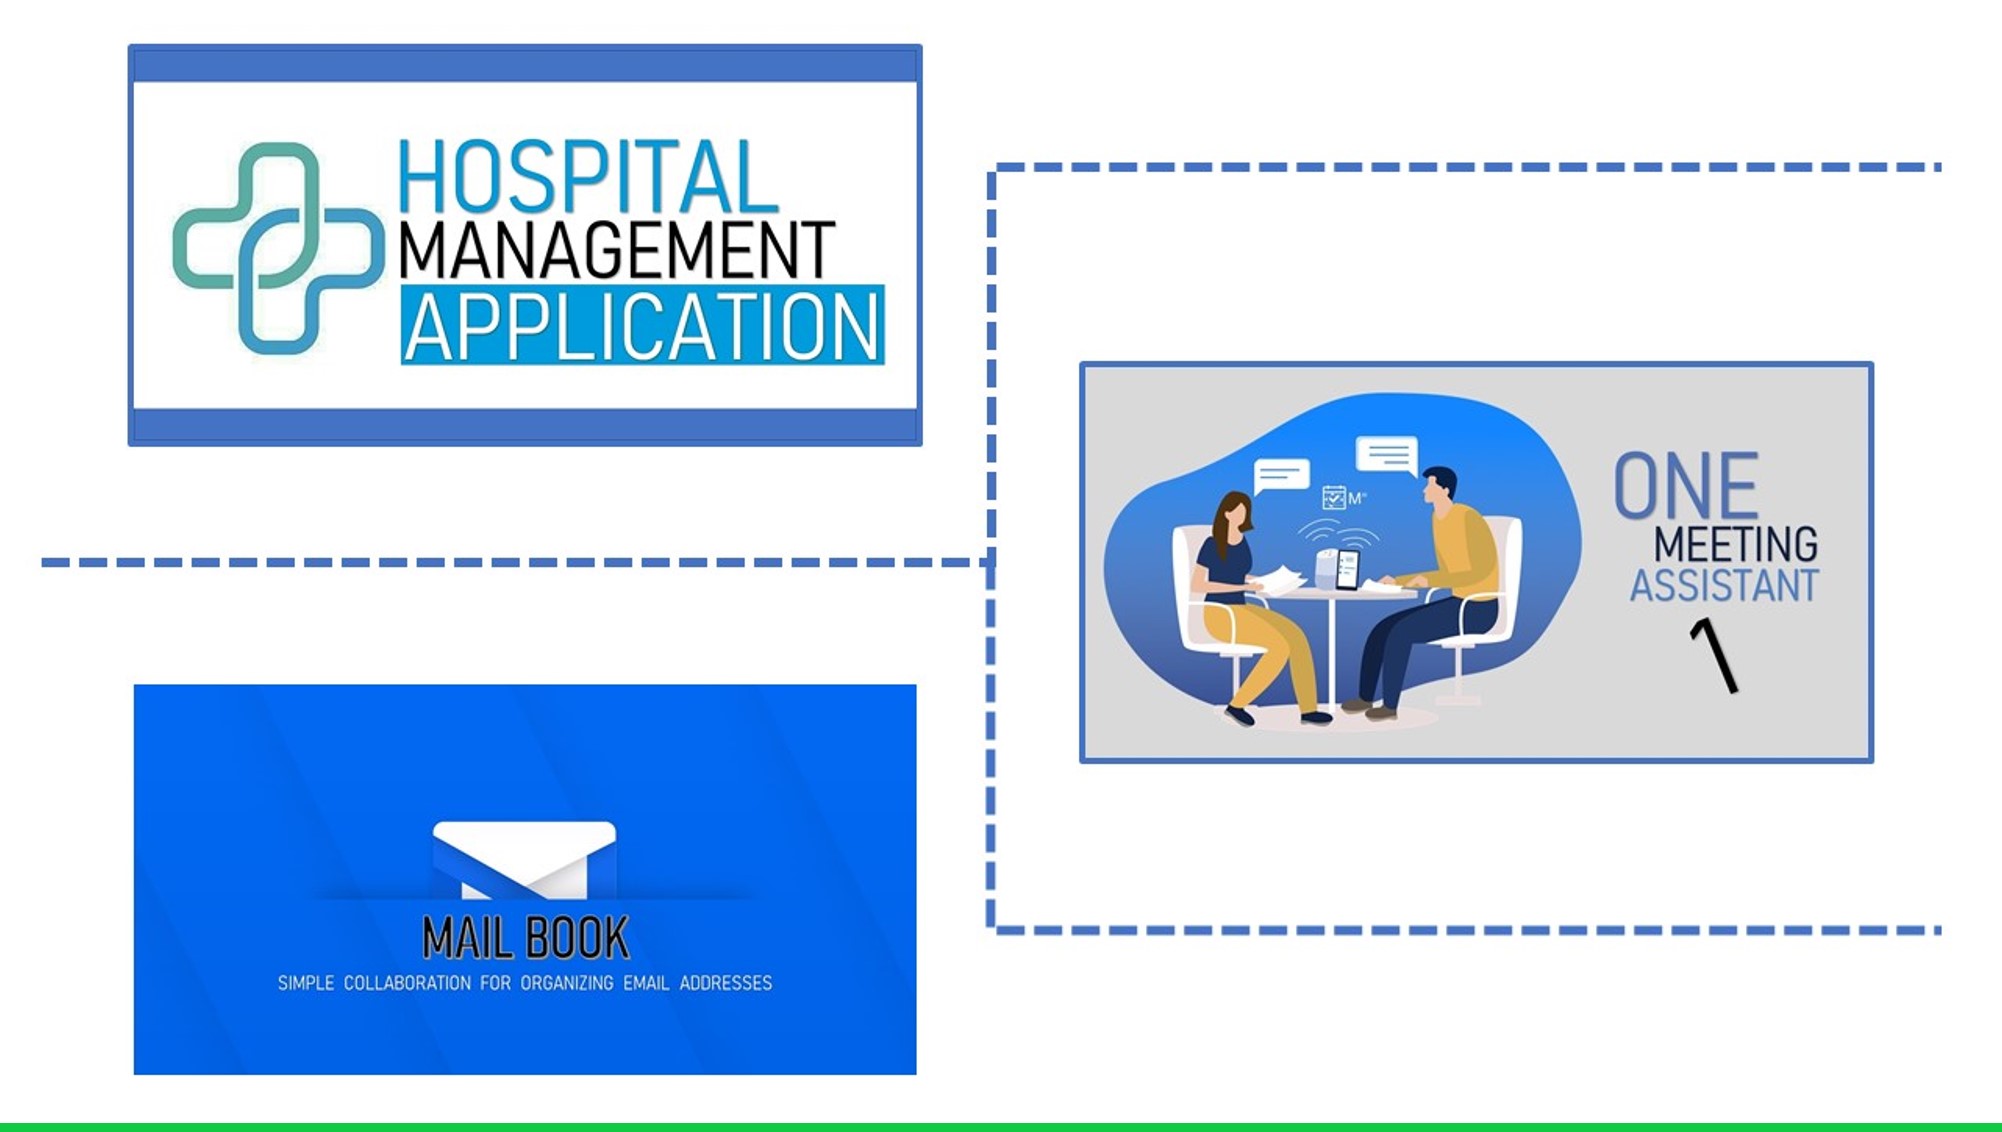 HOSPITAL
MANAGEMENT
APPLICATION
MAIL BOOK
SIMPLE COLLABORATION FOR ORGANIZING EMAIL ADDRESSES
M°
ONE
MEETING
ASSISTANT
1